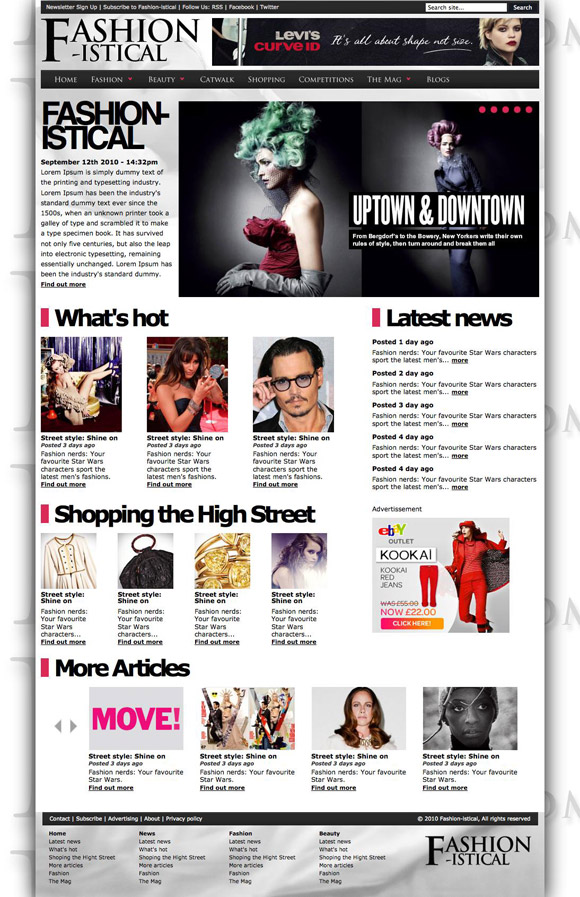 Newsletter Sign Up | Subscribe to Fashion-istical | Follow Us: RSS | Facebook | Twitter
Search site...
Search
FASHION
-ISTICAL
LEVI'S
CURVE ID
It's all about shape not size.
HOME FASHION BEAUTY CATWALK SHOPPING COMPETITIONS THE MAG BLOGS
FASHION-
ISTICAL
September 12th 2010 - 14:32pm
Lorem Ipsum is simply dummy text of
the printing and typesetting industry.
Lorem Ipsum has been the industry's
standard dummy text ever since the
1500s, when an unknown printer took a
galley of type and scrambled it to make
a type specimen book. It has survived
not only five centuries, but also the leap
into electronic typesetting, remaining
essentially unchanged. Lorem Ipsum has
been the industry's standard dummy.
Find out more
UPTOWN & DOWNTOWN
From Bergdorf's to the Bowery, New Yorkers write their own
rules of style, then turn around and break them all
What's hot
Street style: Shine on
Posted 3 days ago
Fashion nerds: Your
favourite Star Wars
characters sport the
latest men's fashions.
Find out more
Street style: Shine on
Posted 3 days ago
Fashion nerds: Your
favourite Star Wars
characters sport the
latest men's fashions.
Find out more
Street style: Shine on
Posted 3 days ago
Fashion nerds: Your
favourite Star Wars
characters sport the
latest men's fashions.
Find out more
Latest news
Posted 1 day ago
Fashion nerds: Your favourite Star Wars characters
sport the latest men's... more
Posted 2 day ago
Fashion nerds: Your favourite Star Wars characters
sport the latest men's... more
Posted 3 day ago
Fashion nerds: Your favourite Star Wars characters
sport the latest men's... more
Posted 4 day ago
Fashion nerds: Your favourite Star Wars characters
sport the latest men's... more
Posted 4 day ago
Fashion nerds: Your favourite Star Wars characters
sport the latest men's... more
Advertissement
ebay
OUTLET
KOOKAÏ
KOOKAI
RED
JEANS
WAS £55.00
NOW £22.00
CLICK HERE!
Shopping the High Street
Street style:
Shine on
Fashion nerds:
Your favourite
Star Wars
characters...
Find out more
Street style:
Shine on
Fashion nerds:
Your favourite
Star Wars
characters...
Find out more
Street style:
Shine on
Fashion nerds:
Your favourite
Star Wars
characters...
Find out more
Street style:
Shine on
Fashion nerds:
Your favourite
Star Wars
characters...
Find out more
More Articles
MOVE!
Street style: Shine on
Posted 3 days ago
Fashion nerds: Your favourite
Star Wars.
Find out more
Street style: Shine on
Posted 3 days ago
Fashion nerds: Your favourite
Star Wars.
Find out more
Street style: Shine on
Posted 3 days ago
Fashion nerds: Your favourite
Star Wars.
Find out more
Street style: Shine on
Posted 3 days ago
Fashion nerds: Your favourite
Star Wars.
Find out more
Contact | Subscribe | Advertising | About | Privacy policy
© 2010 Fashion-istical, All rights reserved
Home
Latest news
What's hot
Shoping the Hight Street
More articles
Fashion
The Mag
News
Latest news
What's hot
Shoping the Hight Street
More articles
Fashion
The Mag
Fashion
Latest news
What's hot
Shoping the Hight Street
More articles
Fashion
The Mag
Beauty
Latest news
What's hot
Shoping the Hight Street
More articles
Fashion
The Mag
FASHION
-ISTICAL